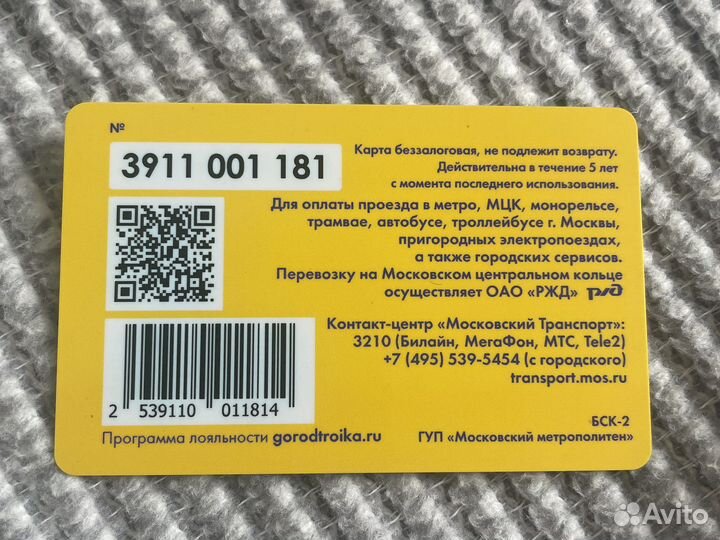 №
3911 001 181
Карта беззалоговая, не подлежит возврату.
Действительна в течение 5 лет
с момента последнего использования.
Для оплаты проезда в метро, МЦК, монорельсе,
трамвае, автобусе, троллейбусе г. Москвы,
пригородных электропоездах,
а также городских сервисов.
Перевозку на Московском центральном кольце
осуществляет ОАО «РЖД» РЖД
Контакт-центр «Московский Транспорт»:
3210 (Билайн, МегаФон, МТС, Tele2)
+7 (495) 539-5454 (с городского)
transport.mos.ru
2 539110 011814
Программа лояльности gorodtroika.ru
БСК-2
ГУП «Московский метрополитен»
Avito